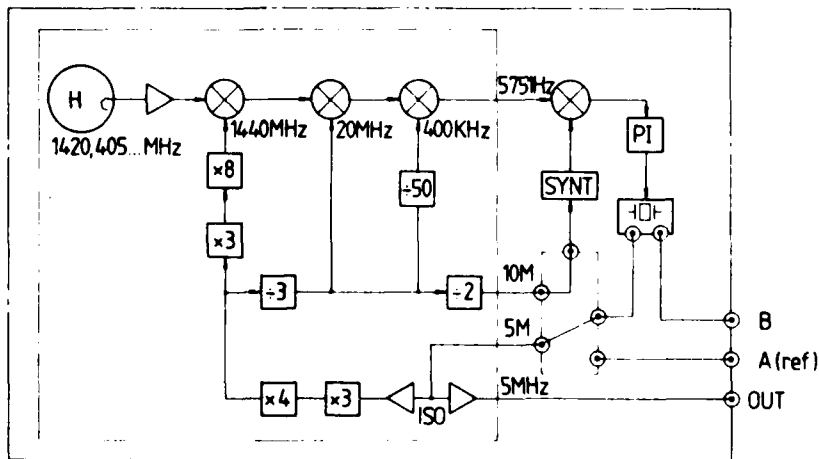 H
1420,405...MHz
1440MHz
20MHz
400KHz
5751Hz
PI
×8
÷50
SYNT
×3
÷3
÷2
10M
5M
B
A(ref)
×4
×3
ISO
5MHz
OUT